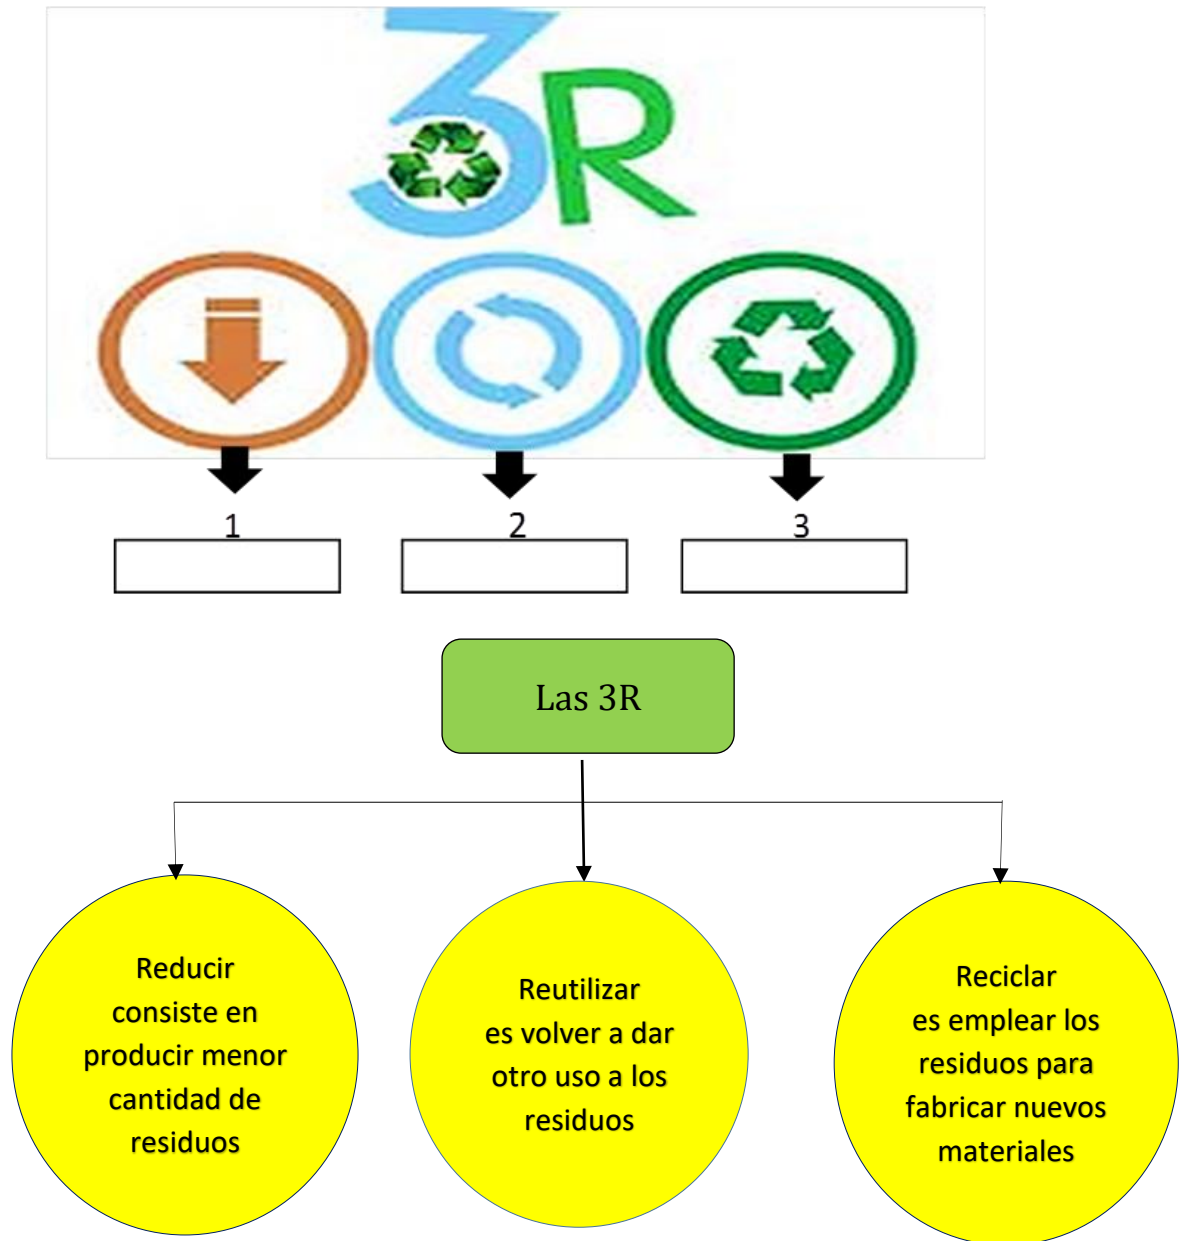 3R
1
2
3
Las 3R
Reducir
consiste en
producir menor
cantidad de
residuos
Reutilizar
es volver a dar
otro uso a los
residuos
Reciclar
es emplear los
residuos para
fabricar nuevos
materiales